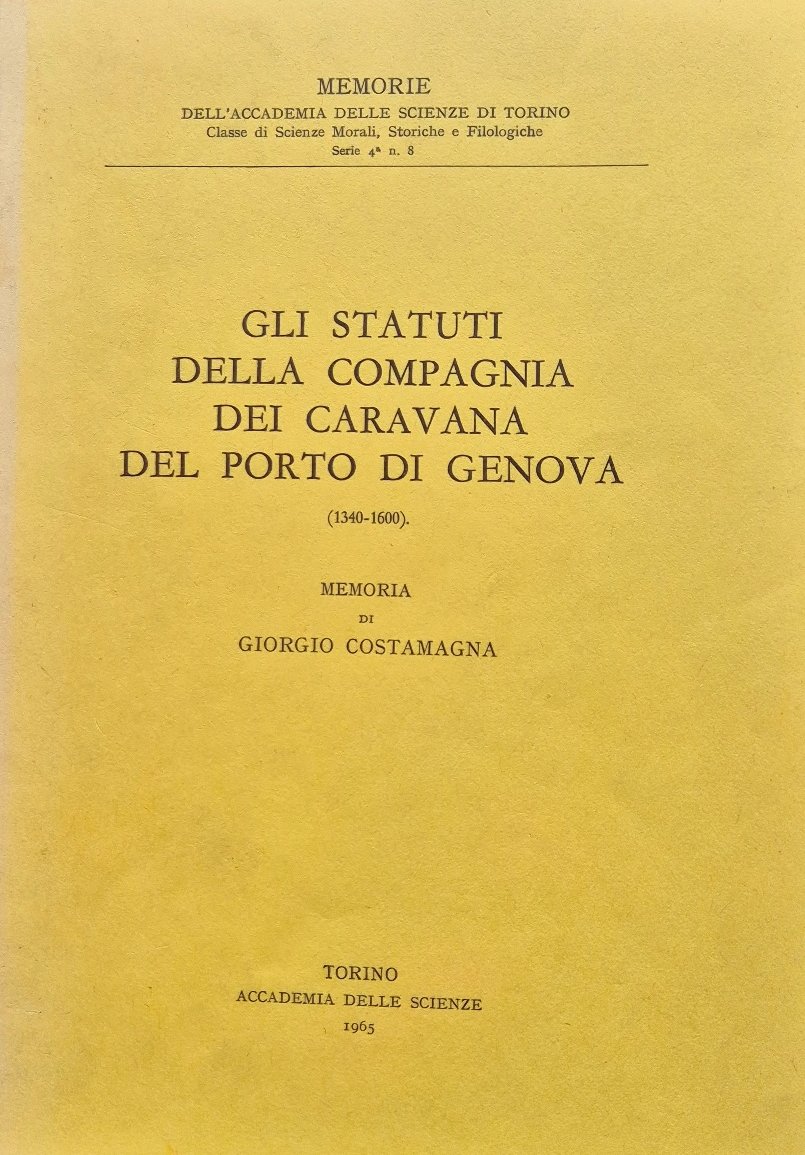 MEMORIE
DELL'ACCADEMIA DELLE SCIENZE DI TORINO
Classe di Scienze Morali, Storiche e Filologiche
Serie 4ª n. 8
GLI STATUTI
DELLA COMPAGNIA
DEI CARAVANA
DEL PORTO DI GENOVA
(1340-1600).
MEMORIA
DI
GIORGIO COSTAMAGNA
TORINO
ACCADEMIA DELLE SCIENZE
1965